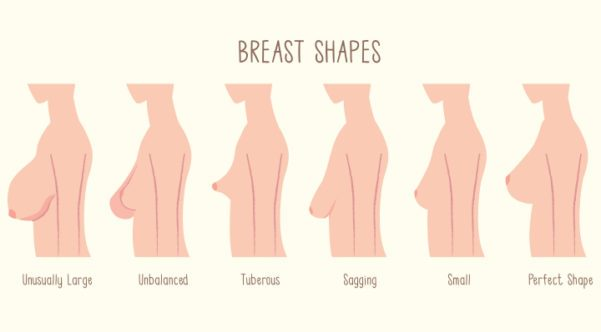 BREAST SHAPES
Unusually Large
Unbalanced
Tuberous
Sagging
Small
Perfect Shape